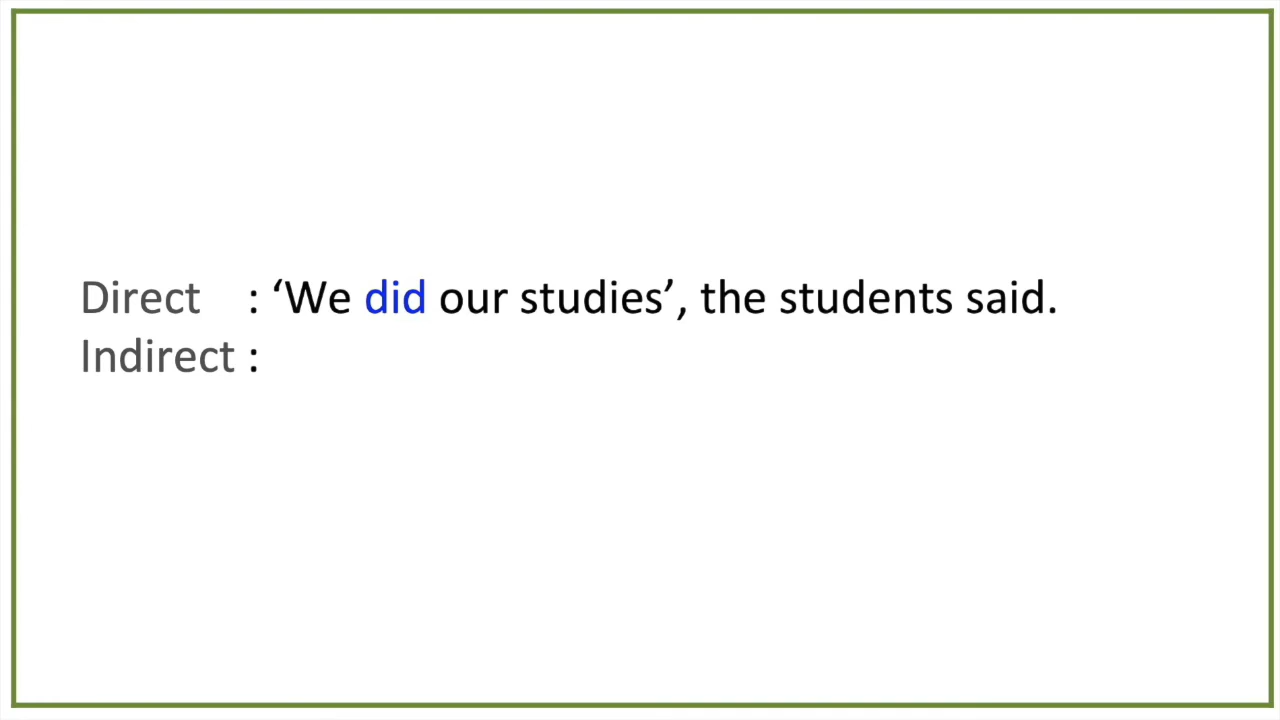 Direct : ‘We did our studies’, the students said.
Indirect :